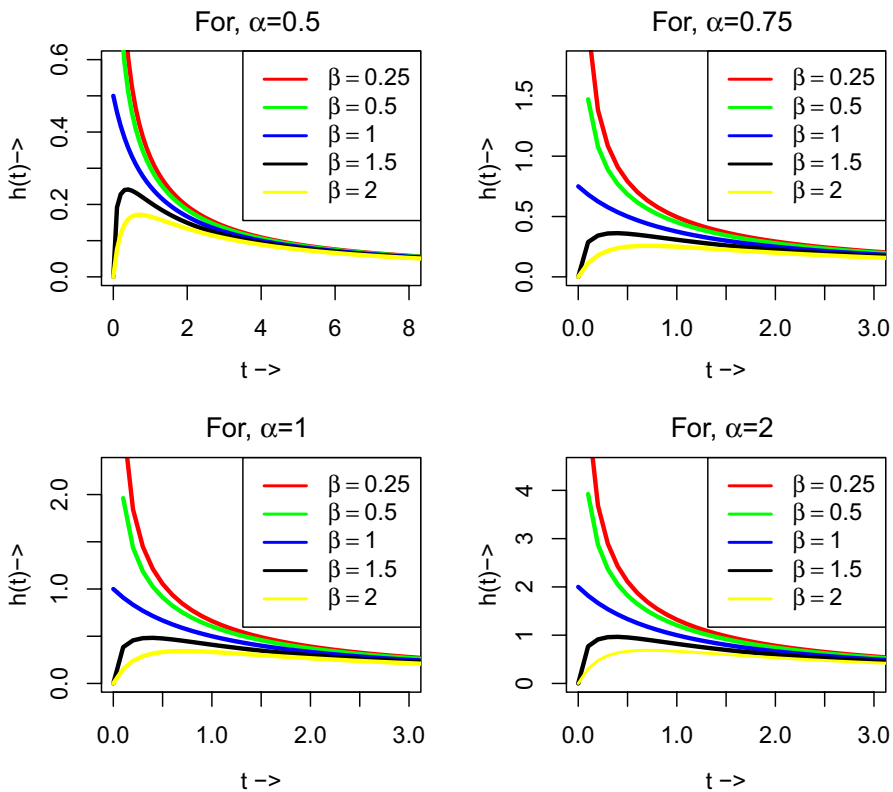 For, α=0.5
h(t)−>
0.6
0.4
0.2
0.0
β = 0.25
β = 0.5
β = 1
β = 1.5
β = 2
0
2
4
6
8
t −>
For, α=0.75
h(t)−>
1.5
1.0
0.5
0.0
β = 0.25
β = 0.5
β = 1
β = 1.5
β = 2
0.0
1.0
2.0
3.0
t −>
For, α=1
h(t)−>
2.0
1.0
0.0
β = 0.25
β = 0.5
β = 1
β = 1.5
β = 2
0.0
1.0
2.0
3.0
t −>
For, α=2
h(t)−>
4
3
2
1
0
β = 0.25
β = 0.5
β = 1
β = 1.5
β = 2
0.0
1.0
2.0
3.0
t −>